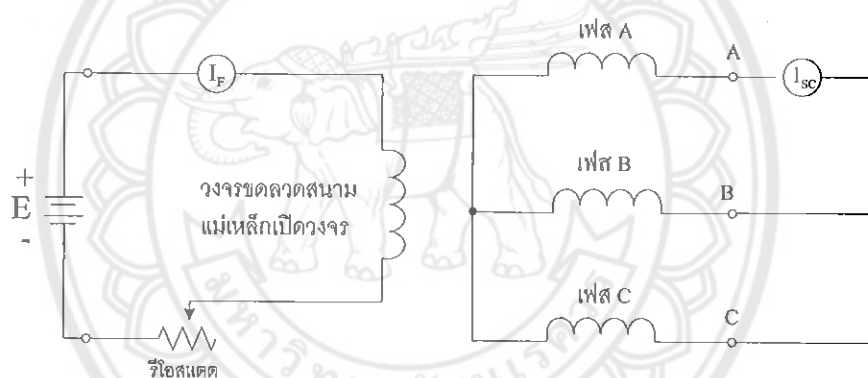 เฟส A
A
I_F
I_sc
+
E
-
วงจรขดลวดสนาม
แม่เหล็กเปิดวงจร
เฟส B
B
เฟส C
C
รีโอสแตต